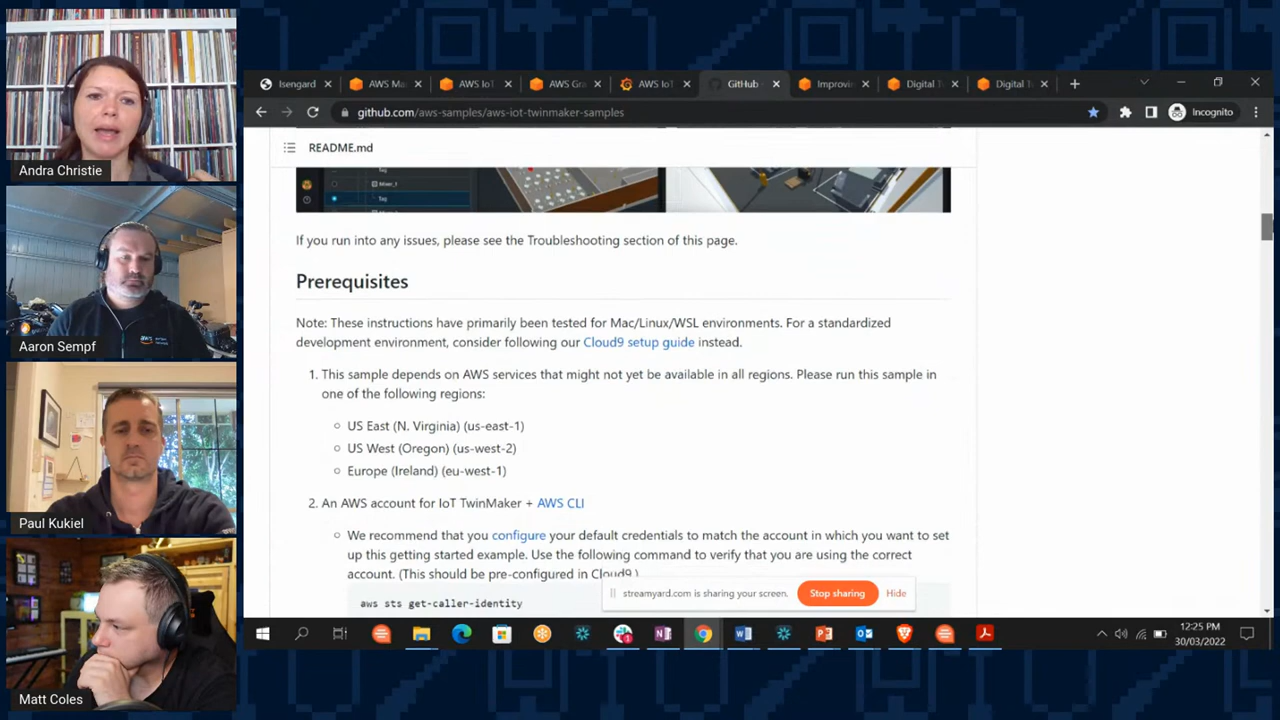 Andra Christie
aws
Aaron Sempf
Paul Kukiel
Matt Coles
Isengard
AWS Ma
AWS IoT
AWS Gra
AWS IoT
GitHub
Improvin
Digital T
Digital T
github.com/aws-samples/aws-iot-twinmaker-samples
Incognito
README.md
Mixer_1
Tag
If you run into any issues, please see the Troubleshooting section of this page.
Prerequisites
Note: These instructions have primarily been tested for Mac/Linux/WSL environments. For a standardized
development environment, consider following our Cloud9 setup guide instead.
1. This sample depends on AWS services that might not yet be available in all regions. Please run this sample in
one of the following regions:
US East (N. Virginia) (us-east-1)
US West (Oregon) (us-west-2)
Europe (Ireland) (eu-west-1)
2. An AWS account for IoT TwinMaker + AWS CLI
We recommend that you configure your default credentials to match the account in which you want to set
up this getting started example. Use the following command to verify that you are using the correct
account. (This should be pre-configured in Cloud9.)
aws sts get-caller-identity
streamyard.com is sharing your screen.
Stop sharing
Hide
12:25 PM
30/03/2022